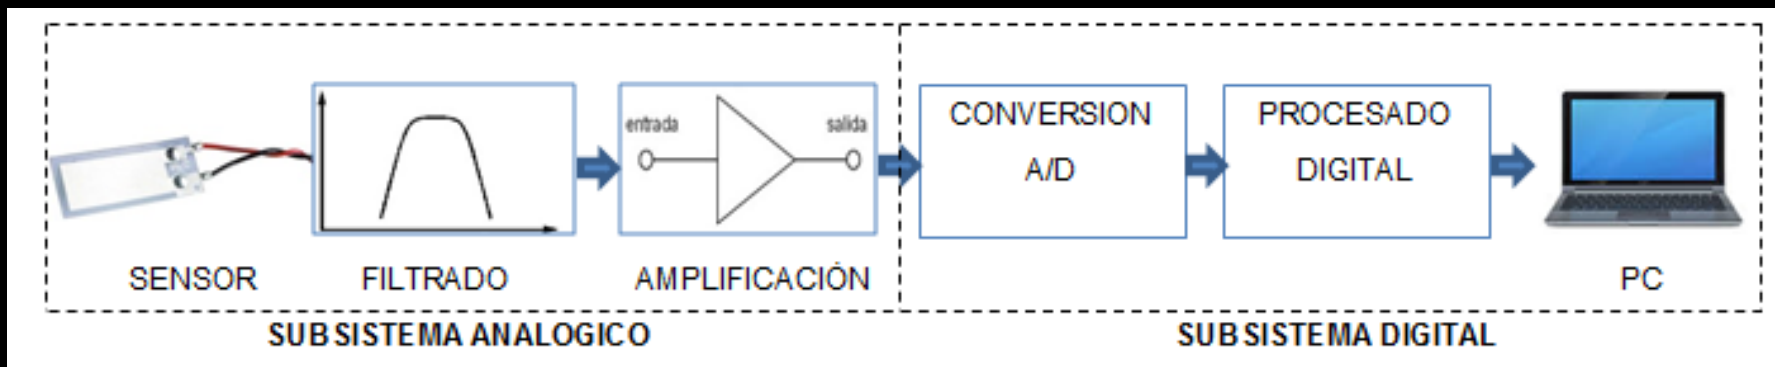 entrada
salida
CONVERSION
A/D
PROCESADO
DIGITAL
SENSOR
FILTRADO
AMPLIFICACIÓN
PC
SUBSISTEMA ANALOGICO
SUBSISTEMA DIGITAL